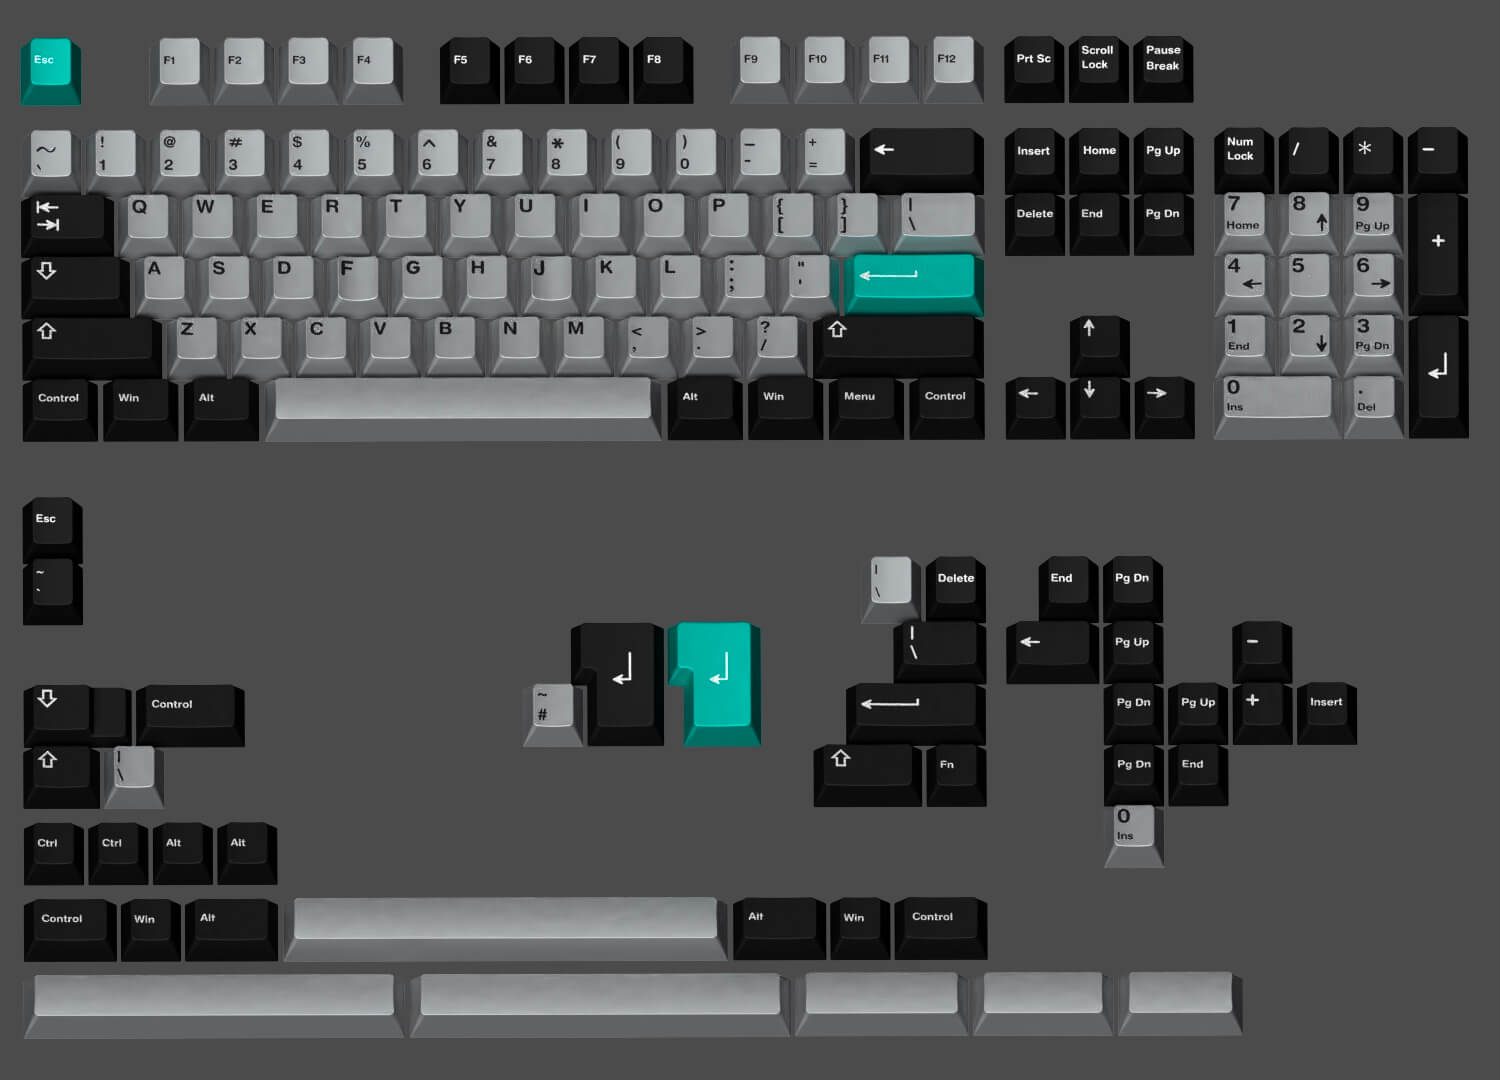 Esc F1 F2 F3 F4 F5 F6 F7 F8 F9 F10 F11 F12 Prt Sc Scroll Lock Pause Break
~ ` ! 1 @ 2 # 3 $ 4 % 5 ^ 6 & 7 * 8 ( 9 ) 0 _ - + = ← Insert Home Pg Up Num Lock / * −
⇤ ⇥ Q W E R T Y U I O P { [ } ] | \ Delete End Pg Dn 7 Home 8 ↑ 9 Pg Up +
⇩ A S D F G H J K L : ; " ' ← 4 ← 5 6 →
⇧ Z X C V B N M < , > . ? / ⇧ ↑ 1 End 2 ↓ 3 Pg Dn ↵
Control Win Alt Alt Win Menu Control ← ↓ → 0 Ins . Del
Esc
~ ` | \ Delete End Pg Dn
↵ ↵ | \ ← Pg Up −
⇩ Control ~ # ← Pg Dn Pg Up + Insert
⇧ | \ ⇧ Fn Pg Dn End
Ctrl Ctrl Alt Alt 0 Ins
Control Win Alt Alt Win Control